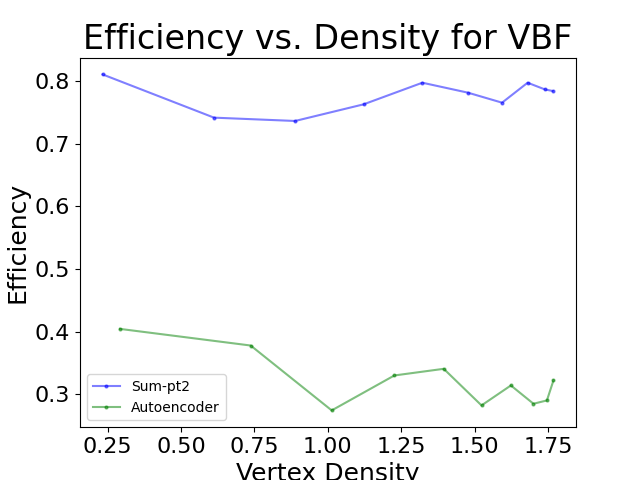 Efficiency vs. Density for VBF
Efficiency
0.8
0.7
0.6
0.5
0.4
0.3
Sum-pt2
Autoencoder
0.25 0.50 0.75 1.00 1.25 1.50 1.75
Vertex Density